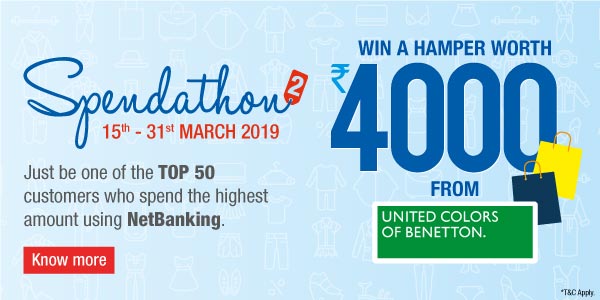 Spendathon 2
15th - 31st MARCH 2019
Just be one of the TOP 50
customers who spend the highest
amount using NetBanking.
Know more
WIN A HAMPER WORTH
₹4000
FROM
UNITED COLORS
OF BENETTON.
*T&C Apply.